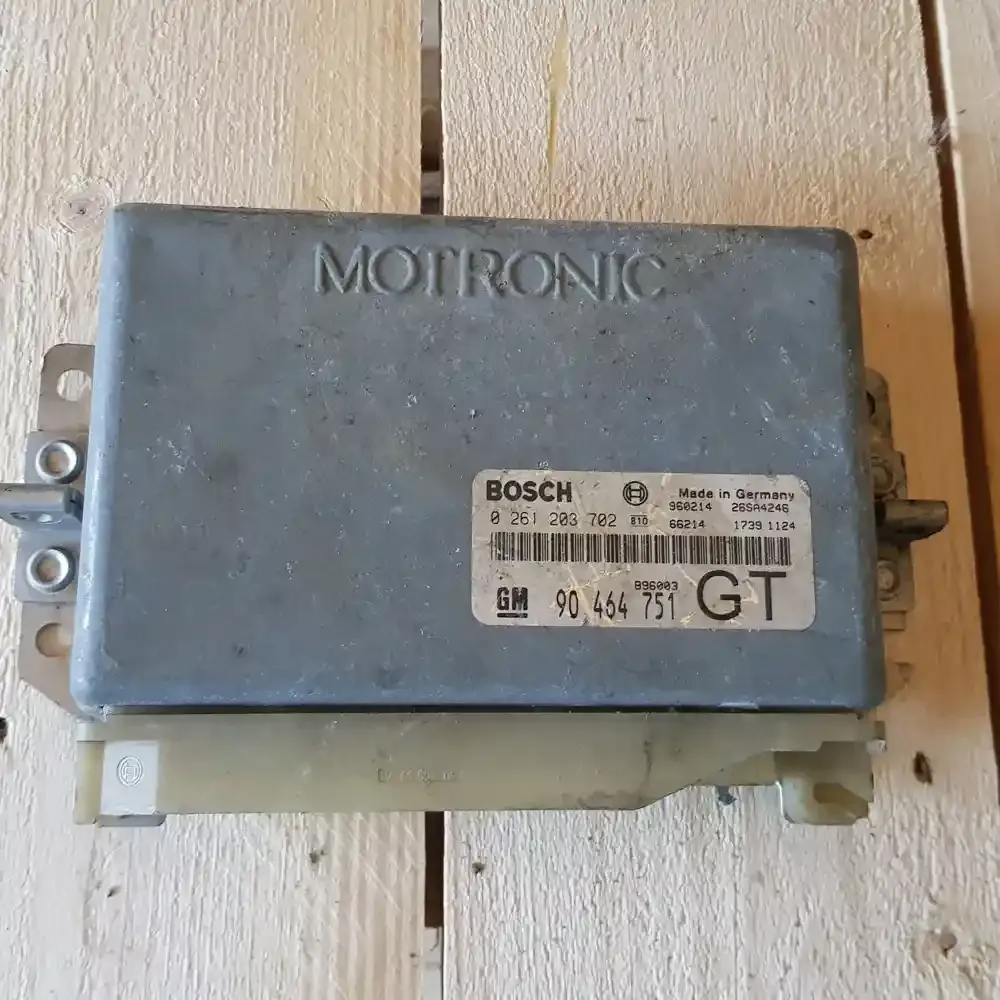 MOTRONIC
BOSCH Made in Germany
960214 26SA4246
0 261 203 702 810 66214 1739 1124
B96003
GM 90 464 751 GT